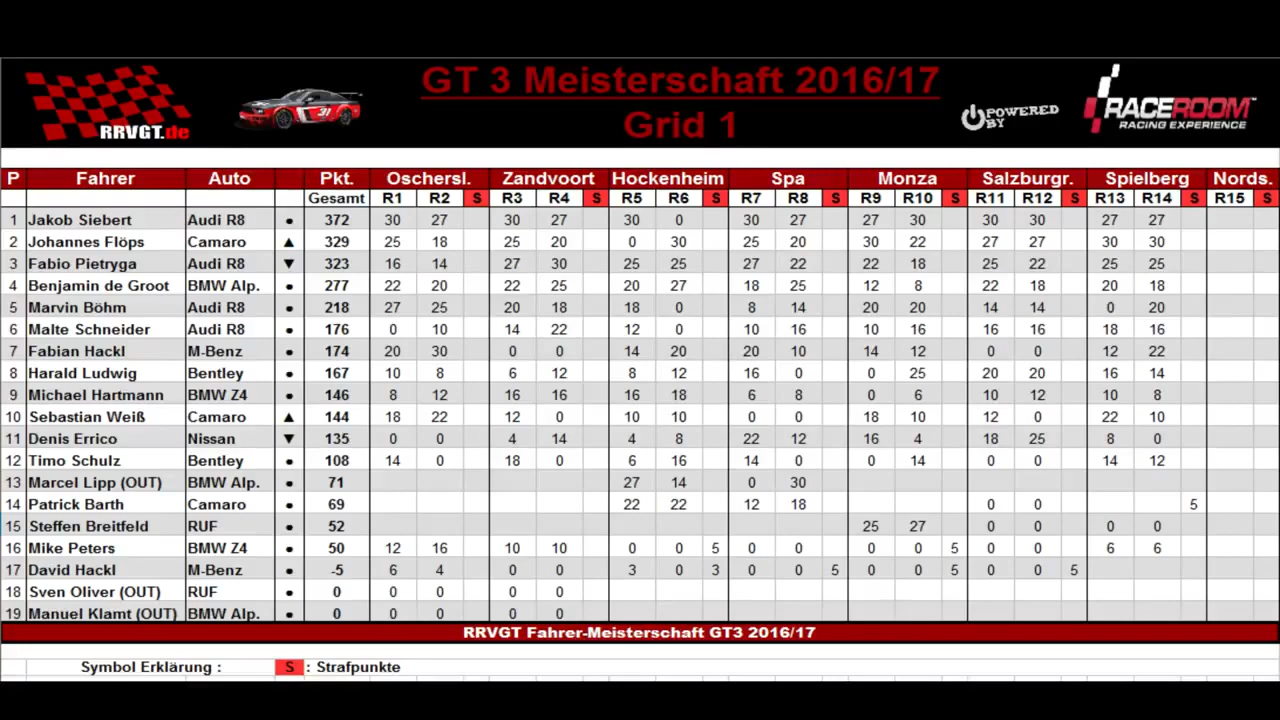 GT 3 Meisterschaft 2016/17
Grid 1
RRVGT.de
31
POWERED BY
RACEROOM™
RACING EXPERIENCE
P Fahrer Auto Pkt. Oschersl. Zandvoort Hockenheim Spa Monza Salzburgr. Spielberg Nords.
Gesamt R1 R2 S R3 R4 S R5 R6 S R7 R8 S R9 R10 S R11 R12 S R13 R14 S R15 S
1 Jakob Siebert Audi R8 ● 372 30 27 30 27 30 0 30 27 27 30 30 30 27 27
2 Johannes Flöps Camaro ▲ 329 25 18 25 20 0 30 25 20 30 22 27 27 30 30
3 Fabio Pietryga Audi R8 ▼ 323 16 14 27 30 25 25 27 22 22 18 25 22 25 25
4 Benjamin de Groot BMW Alp. ● 277 22 20 22 25 20 27 18 25 12 8 22 18 20 18
5 Marvin Böhm Audi R8 ● 218 27 25 20 18 18 0 8 14 20 20 14 14 0 20
6 Malte Schneider Audi R8 ● 176 0 10 14 22 12 0 10 16 10 16 16 16 18 16
7 Fabian Hackl M-Benz ● 174 20 30 0 0 14 20 20 10 14 12 0 0 12 22
8 Harald Ludwig Bentley ● 167 10 8 6 12 8 12 16 0 0 25 20 20 16 14
9 Michael Hartmann BMW Z4 ● 146 8 12 16 16 16 18 6 8 0 6 10 12 10 8
10 Sebastian Weiß Camaro ▲ 144 18 22 12 0 10 10 0 0 18 10 12 0 22 10
11 Denis Errico Nissan ▼ 135 0 0 4 14 4 8 22 12 16 4 18 25 8 0
12 Timo Schulz Bentley ● 108 14 0 18 0 6 16 14 0 0 14 0 0 14 12
13 Marcel Lipp (OUT) BMW Alp. ● 71 27 14 0 30
14 Patrick Barth Camaro ● 69 22 22 12 18 0 0 5
15 Steffen Breitfeld RUF ● 52 25 27 0 0 0 0
16 Mike Peters BMW Z4 ● 50 12 16 10 10 0 0 5 0 0 0 0 5 0 0 6 6
17 David Hackl M-Benz ● -5 6 4 0 0 3 0 3 0 0 5 0 0 5 0 0 5
18 Sven Oliver (OUT) RUF ● 0 0 0 0 0
19 Manuel Klamt (OUT) BMW Alp. ● 0 0 0 0 0
RRVGT Fahrer-Meisterschaft GT3 2016/17
Symbol Erklärung : S : Strafpunkte